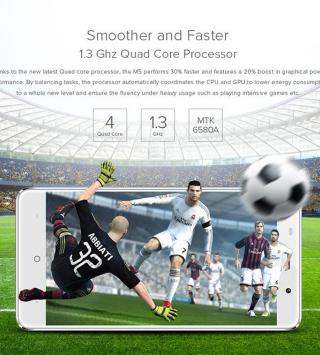 Smoother and Faster
1.3 Ghz Quad Core Processor
nks to the new latest Quad core processor, the M5 performs 30% faster and features a 20% boost in graphical pow
ormance. By balancing tasks, the processor automatically coordinates the CPU and GPU to lower energy consumpt
to a whole new level and ensure the fluency under heavy usage such as playing intensive games etc.
4 1.3 MTK
Quad Core GHz 6580A
ABBIATI
32
7